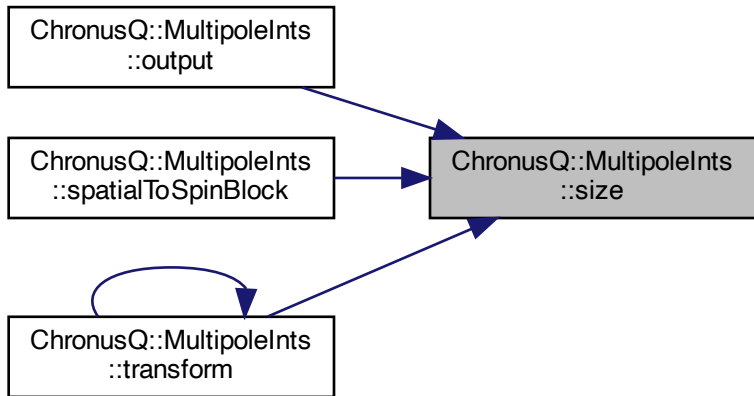 ChronusQ::MultipoleInts
::output
ChronusQ::MultipoleInts
::spatialToSpinBlock
ChronusQ::MultipoleInts
::size
ChronusQ::MultipoleInts
::transform